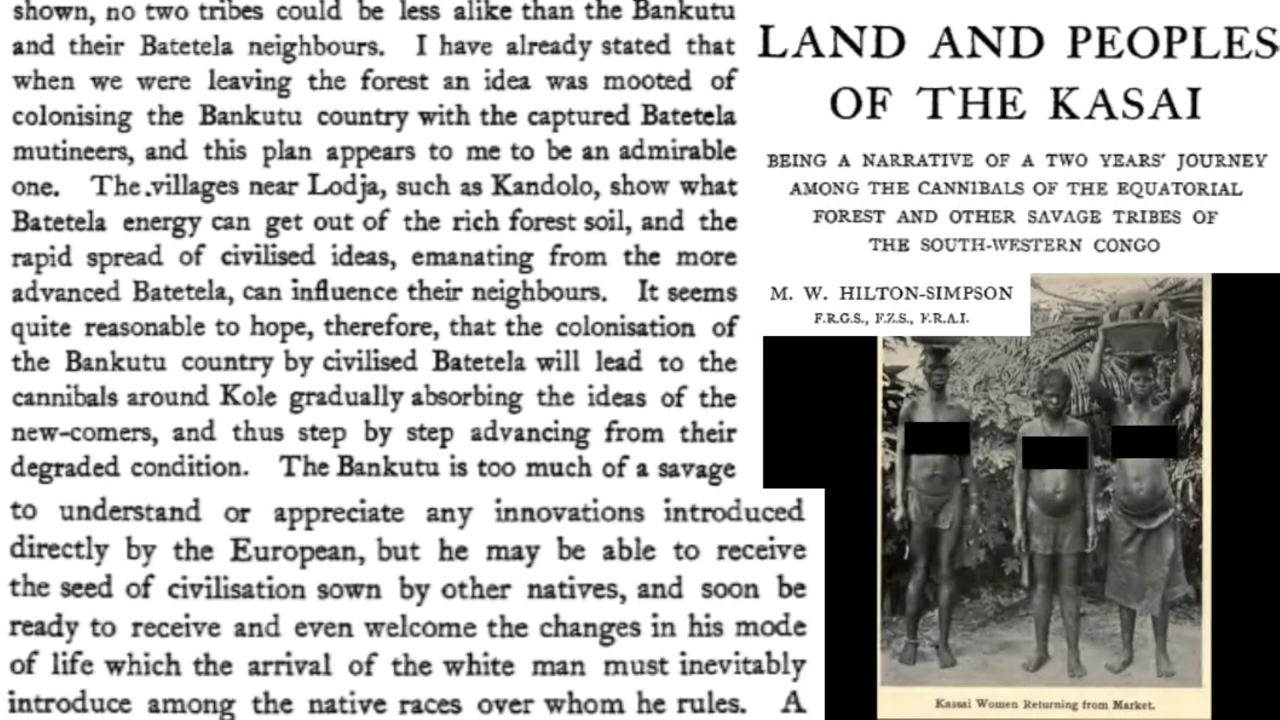 shown, no two tribes could be less alike than the Bankutu
and their Batetela neighbours. I have already stated that
when we were leaving the forest an idea was mooted of
colonising the Bankutu country with the captured Batetela
mutineers, and this plan appears to me to be an admirable
one. The villages near Lodja, such as Kandolo, show what
Batetela energy can get out of the rich forest soil, and the
rapid spread of civilised ideas, emanating from the more
advanced Batetela, can influence their neighbours. It seems
quite reasonable to hope, therefore, that the colonisation of
the Bankutu country by civilised Batetela will lead to the
cannibals around Kole gradually absorbing the ideas of the
new-comers, and thus step by step advancing from their
degraded condition. The Bankutu is too much of a savage
to understand or appreciate any innovations introduced
directly by the European, but he may be able to receive
the seed of civilisation sown by other natives, and soon be
ready to receive and even welcome the changes in his mode
of life which the arrival of the white man must inevitably
introduce among the native races over whom he rules. A
LAND AND PEOPLES
OF THE KASAI
BEING A NARRATIVE OF A TWO YEARS' JOURNEY
AMONG THE CANNIBALS OF THE EQUATORIAL
FOREST AND OTHER SAVAGE TRIBES OF
THE SOUTH-WESTERN CONGO
M. W. HILTON-SIMPSON
F.R.G.S., F.Z.S., F.R.A.I.
Kassai Women Returning from Market.